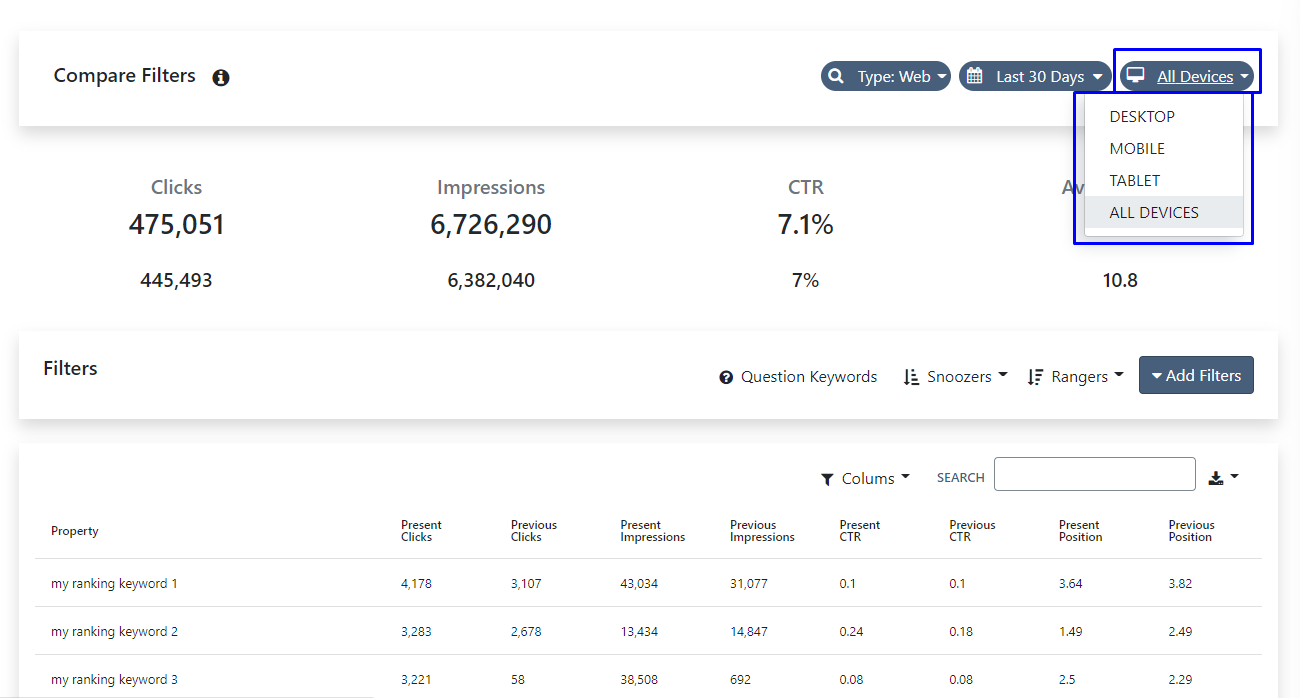 Compare Filters
Type: Web
Last 30 Days
All Devices
DESKTOP
MOBILE
TABLET
ALL DEVICES
Clicks
Impressions
CTR
Av
475,051
6,726,290
7.1%
445,493
6,382,040
7%
10.8
Filters
Question Keywords
Snoozers
Rangers
Add Filters
Colums
SEARCH
Property
Present Clicks
Previous Clicks
Present Impressions
Previous Impressions
Present CTR
Previous CTR
Present Position
Previous Position
my ranking keyword 1 4,178 3,107 43,034 31,077 0.1 0.1 3.64 3.82
my ranking keyword 2 3,283 2,678 13,434 14,847 0.24 0.18 1.49 2.49
my ranking keyword 3 3,221 58 38,508 692 0.08 0.08 2.5 2.29